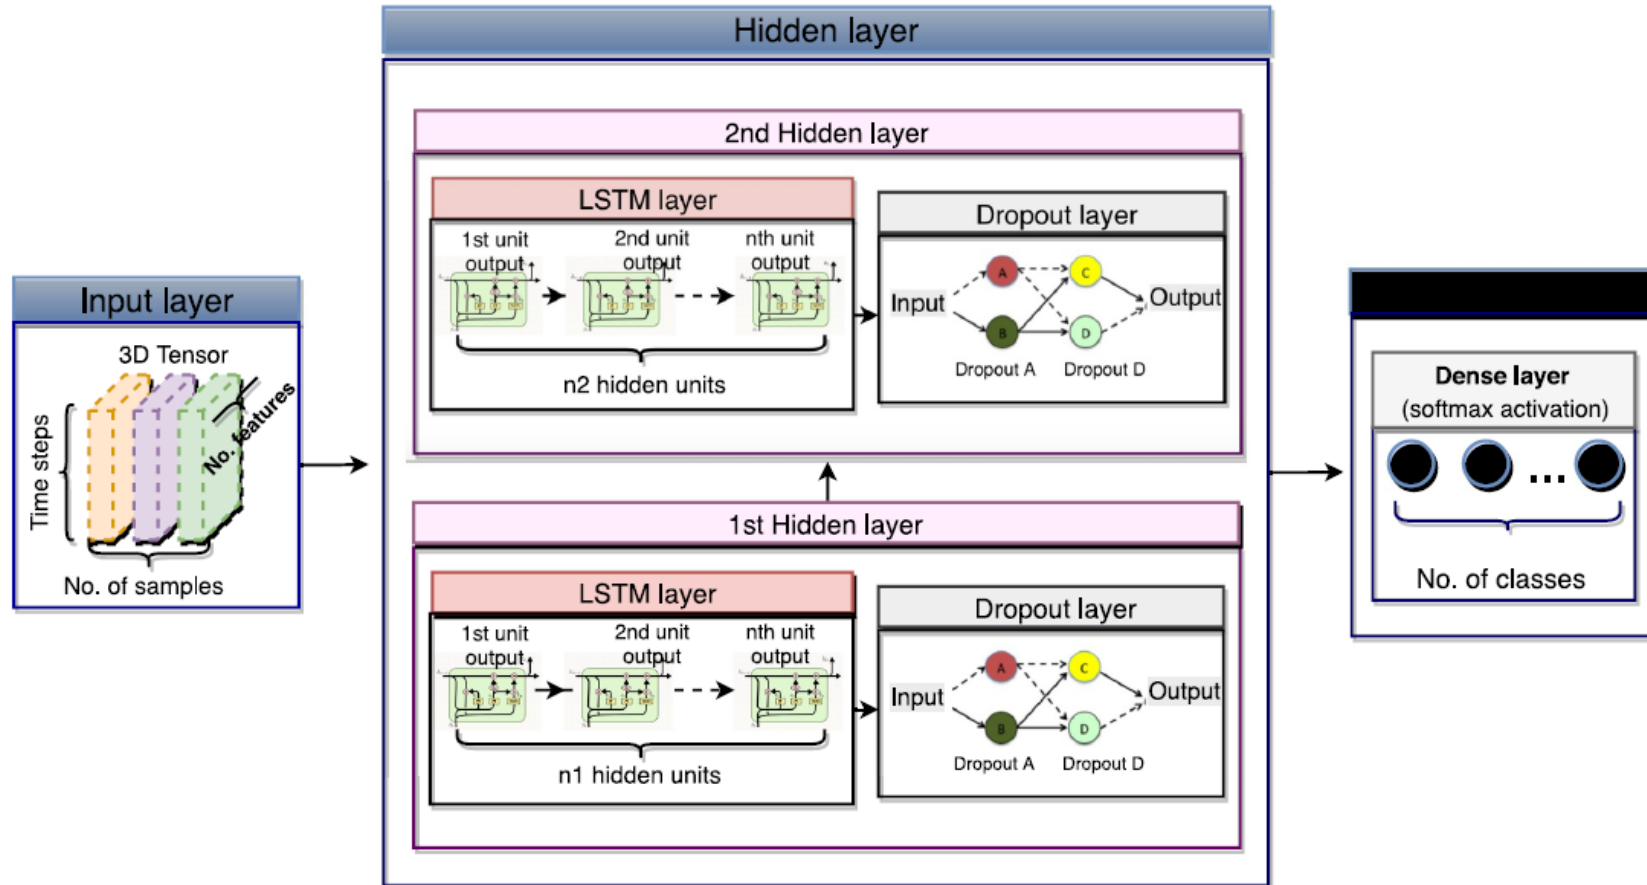 Hidden layer
2nd Hidden layer
LSTM layer
1st unit output
2nd unit output
nth unit output
n2 hidden units
Dropout layer
Input
A
B
C
D
Output
Dropout A
Dropout D
Input layer
3D Tensor
Time steps
No. features
No. of samples
1st Hidden layer
LSTM layer
1st unit output
2nd unit output
nth unit output
n1 hidden units
Dropout layer
Input
A
B
C
D
Output
Dropout A
Dropout D
Dense layer
(softmax activation)
...
No. of classes